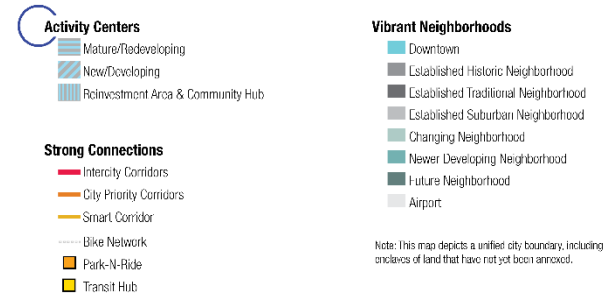 Activity Centers
Mature/Redeveloping
New/Developing
Reinvestment Area & Community Hub
Strong Connections
Intercity Corridors
City Priority Corridors
Smart Corridor
Bike Network
Park-N-Ride
Transit Hub
Vibrant Neighborhoods
Downtown
Established Historic Neighborhood
Established Traditional Neighborhood
Established Suburban Neighborhood
Changing Neighborhood
Newer Developing Neighborhood
Future Neighborhood
Airport
Note: This map depicts a unified city boundary, including
enclaves of land that have not yet been annexed.